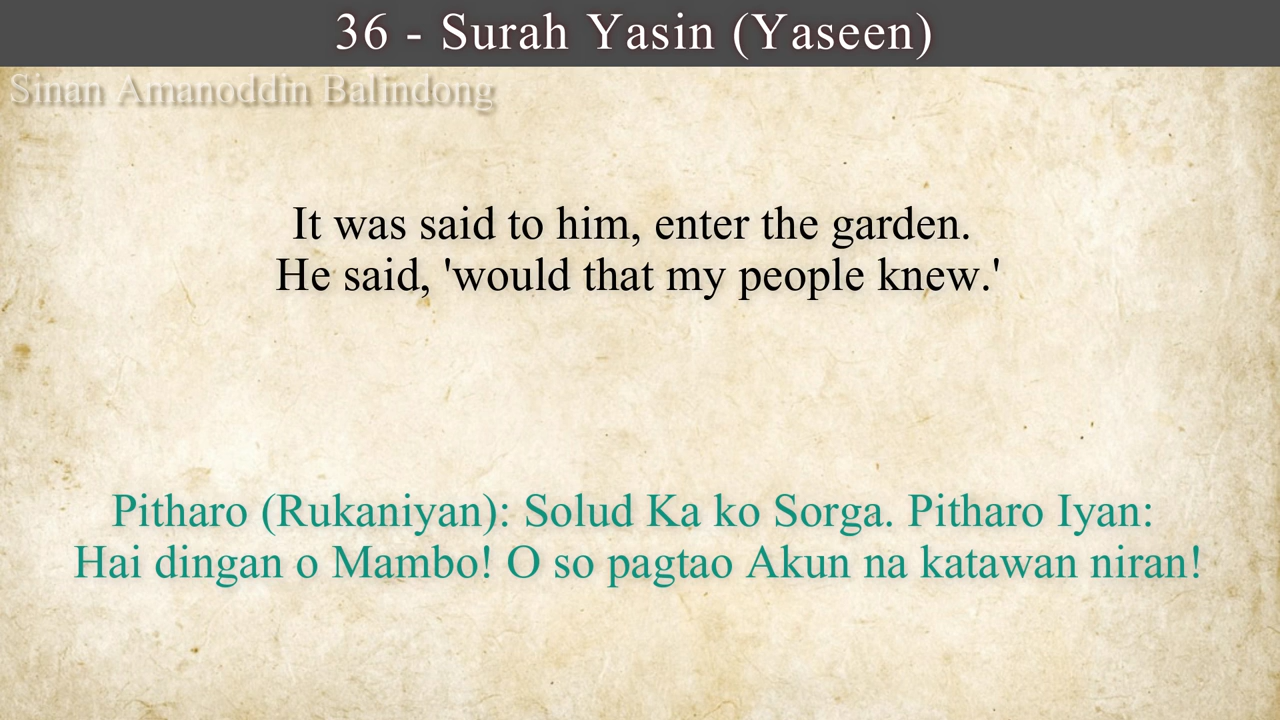 36 - Surah Yasin (Yaseen)
Sinan Amanoddin Balindong
It was said to him, enter the garden.
He said, 'would that my people knew.'
Pitharo (Rukaniyan): Solud Ka ko Sorga. Pitharo Iyan:
Hai dingan o Mambo! O so pagtao Akun na katawan niran!